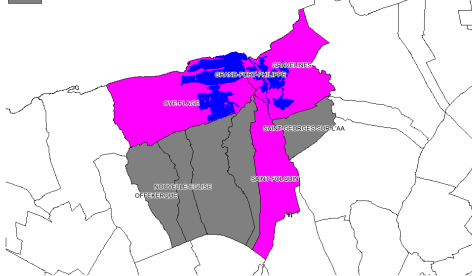 GRAVELINES
GRAND-FORT-PHILIPPE
OYE-PLAGE
SAINT-GEORGES-SUR-L'AA
SAINT-FOLQUIN
NOUVELLE-EGLISE
OFFEKERQUE